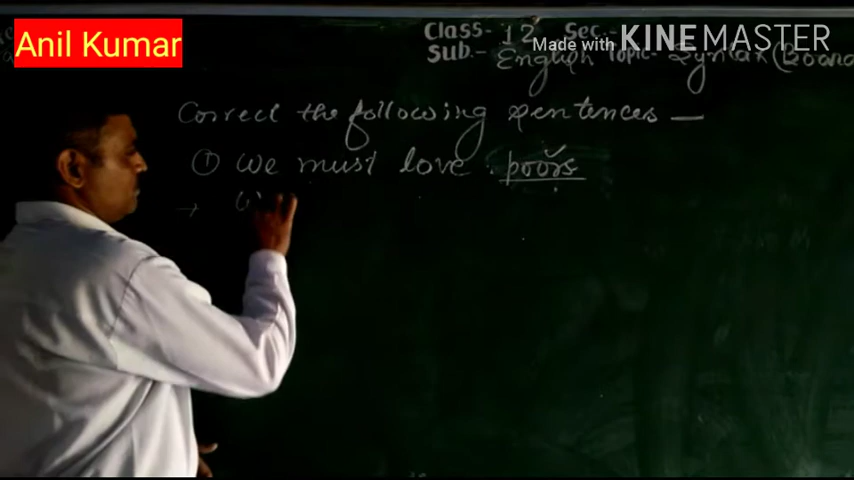 Anil Kumar
Class- 12 Sec.-
Sub.- English Topic- Syntax (Board
Made with KINEMASTER
Correct the following sentences —
① We must love poors
→